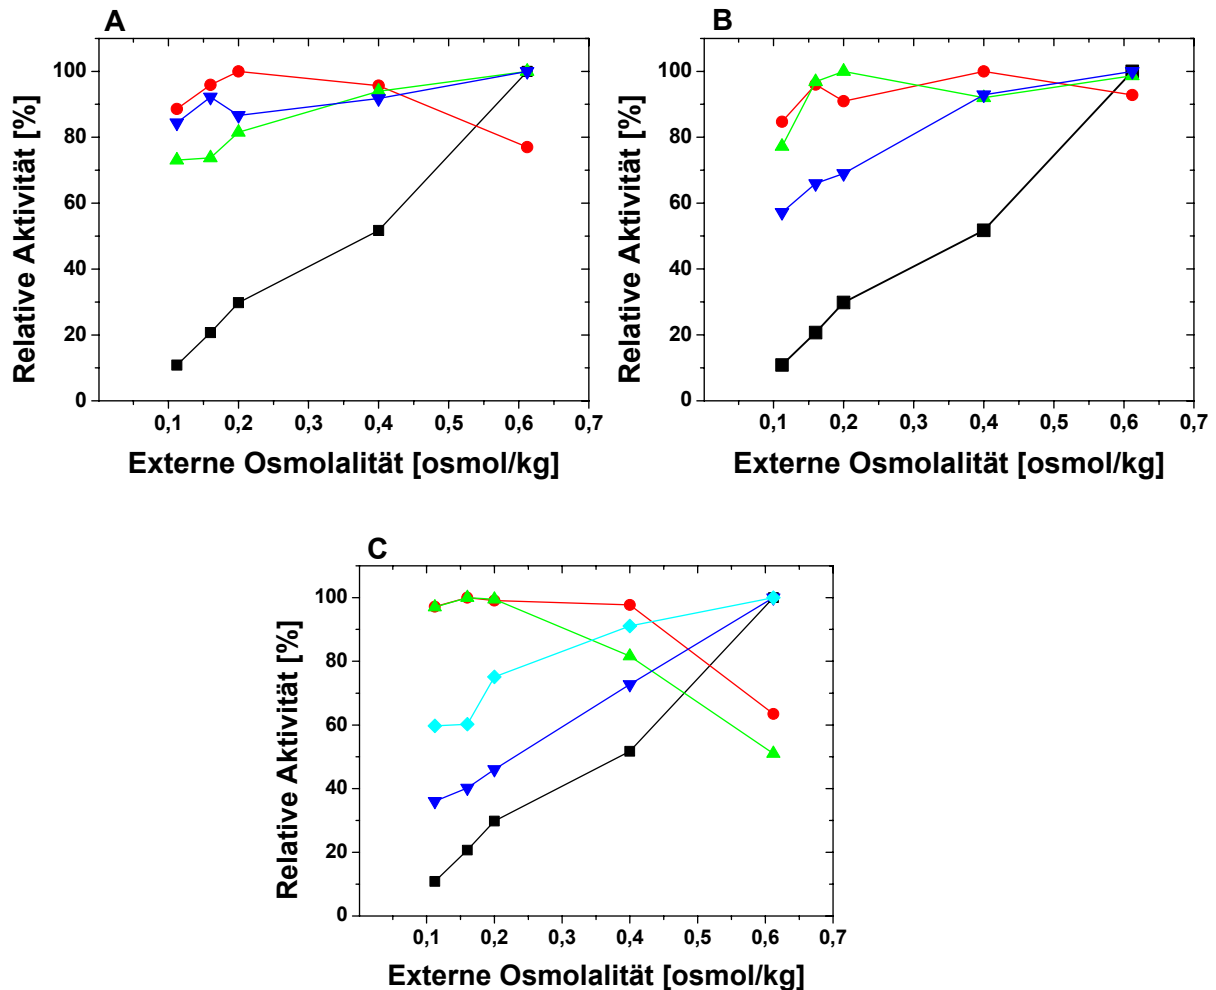 A
Relative Aktivität [%]
100
80
60
40
20
0
0,1 0,2 0,3 0,4 0,5 0,6 0,7
Externe Osmolalität [osmol/kg]
B
Relative Aktivität [%]
100
80
60
40
20
0
0,1 0,2 0,3 0,4 0,5 0,6 0,7
Externe Osmolalität [osmol/kg]
C
Relative Aktivität [%]
100
80
60
40
20
0
0,1 0,2 0,3 0,4 0,5 0,6 0,7
Externe Osmolalität [osmol/kg]